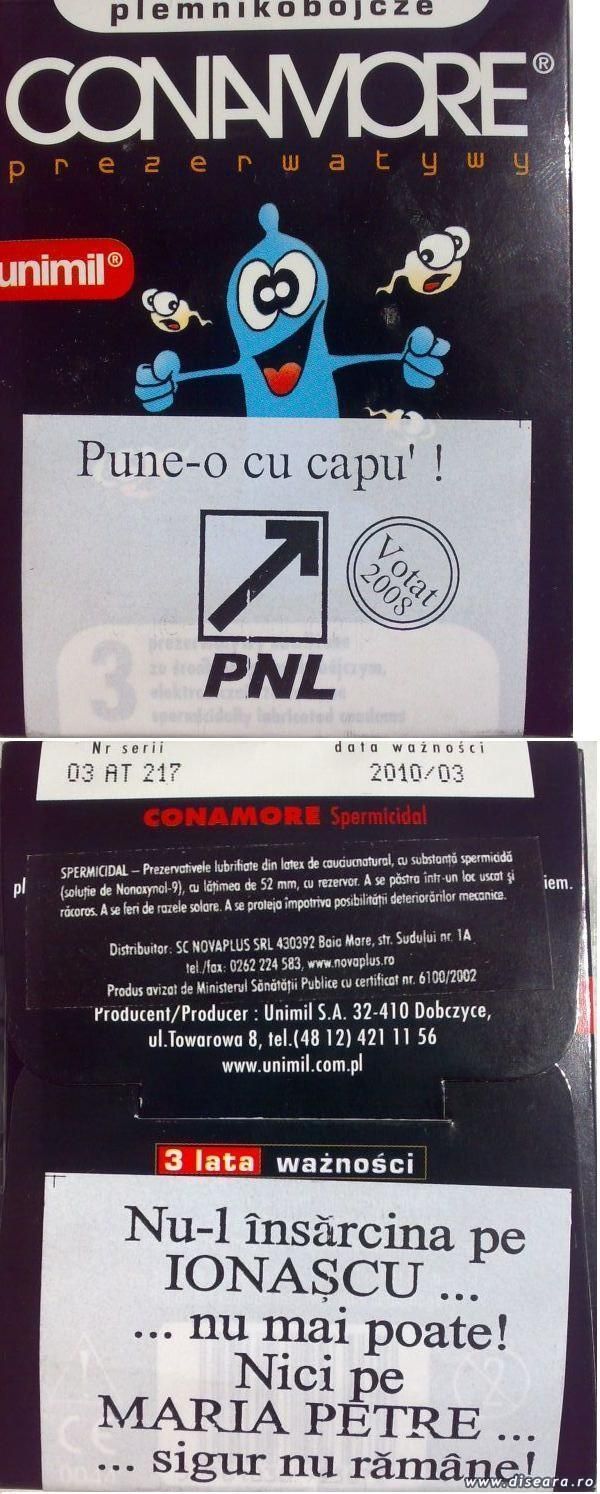 plemnikobójcze
CONAMORE®
prezerwatywy
unimil®
Pune-o cu capu' !
Votat
2008
PNL
3
Nr serii
data ważności
03 AT 217
2010/03
CONAMORE Spermicidal
SPERMICIDAL – Prezervativele lubrifiate din latex de cauciucnatural, cu substanță spermicidă
pl
(soluție de Nonoxynol-9), cu lățimea de 52 mm, cu rezervor. A se păstra într-un loc uscat și
iem.
răcoros. A se feri de razele solare. A se proteja împotriva posibilității deteriorărilor mecanice.
Distribuitor: SC NOVAPLUS SRL 430392 Baia Mare, str. Sudului nr. 1A
tel./fax: 0262 224 583, www.novaplus.ro
Produs avizat de Ministerul Sănătății Publice cu certificat nr. 6100/2002
Producent/Producer : Unimil S.A. 32-410 Dobczyce,
ul.Towarowa 8, tel.(48 12) 421 11 56
www.unimil.com.pl
3 lata ważności
Nu-l însărcina pe
IONAȘCU ...
... nu mai poate!
Nici pe
MARIA PETRE ...
... sigur nu rămâne!
www.diseara.ro